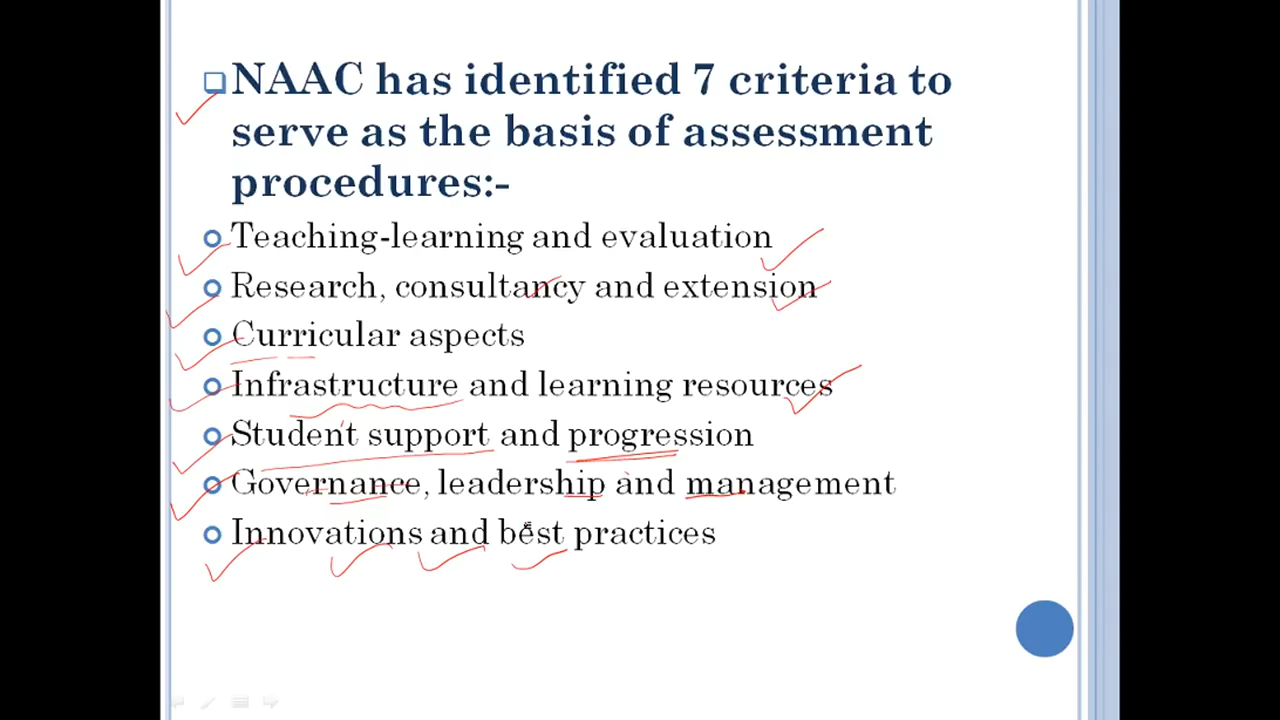 NAAC has identified 7 criteria to
serve as the basis of assessment
procedures:-
Teaching-learning and evaluation
Research, consultancy and extension
Curricular aspects
Infrastructure and learning resources
Student support and progression
Governance, leadership and management
Innovations and best practices